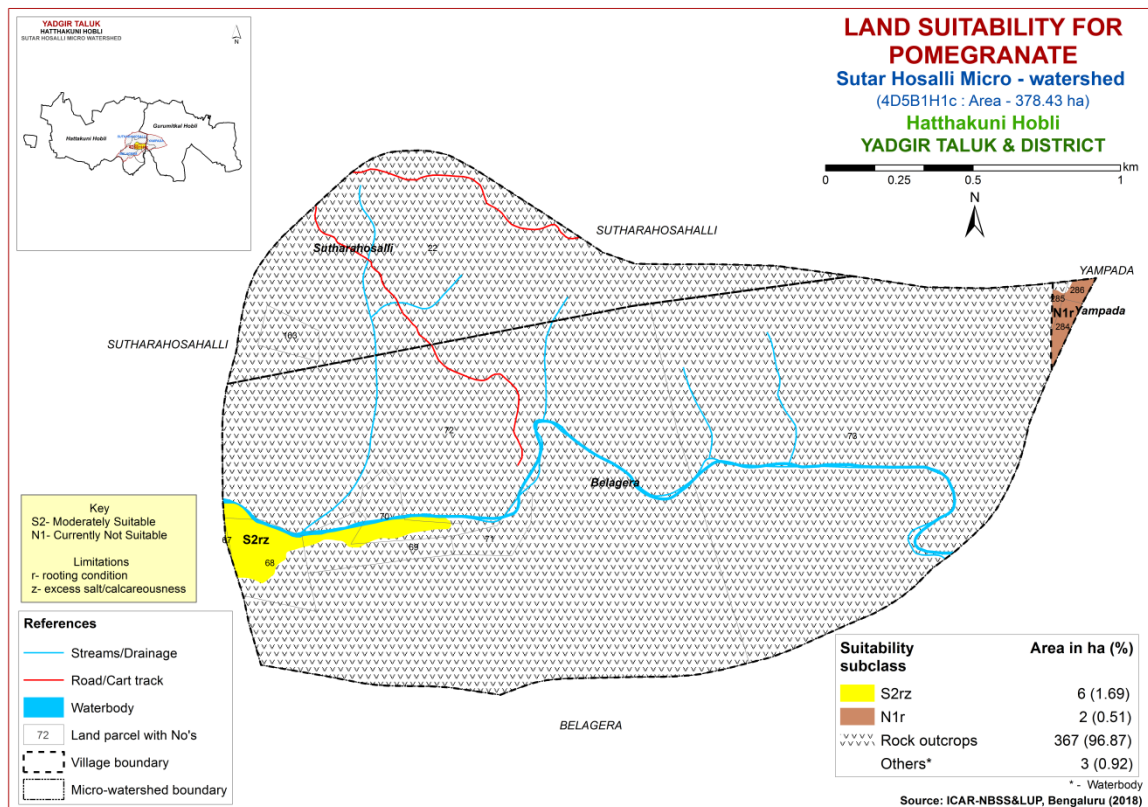 YADGIR TALUK
HATTHAKUNI HOBLI
SUTAR HOSALLI MICRO WATERSHED
N
Hattakuni Hobli
Gurumitkal Hobli
LAND SUITABILITY FOR
POMEGRANATE
Sutar Hosalli Micro - watershed
(4D5B1H1c : Area - 378.43 ha)
Hatthakuni Hobli
YADGIR TALUK & DISTRICT
km
0 0.25 0.5 1
N
SUTHARAHOSAHALLI
Sutharahosalli
22
YAMPADA
286
285
N1r
Yampada
284
163
SUTHARAHOSAHALLI
72
73
Belagera
70
67
S2rz
69
71
68
Key
S2- Moderately Suitable
N1- Currently Not Suitable
Limitations
r- rooting condition
z- excess salt/calcareousness
References
Streams/Drainage
Road/Cart track
Waterbody
72 Land parcel with No's
Village boundary
Micro-watershed boundary
BELAGERA
Suitability subclass Area in ha (%)
S2rz 6 (1.69)
N1r 2 (0.51)
Rock outcrops 367 (96.87)
Others* 3 (0.92)
* - Waterbody
Source: ICAR-NBSS&LUP, Bengaluru (2018)